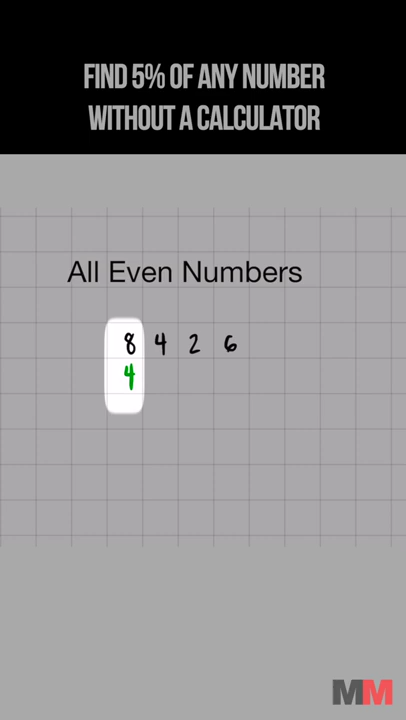 FIND 5% OF ANY NUMBER
WITHOUT A CALCULATOR
All Even Numbers
8 4 2 6
4
MM